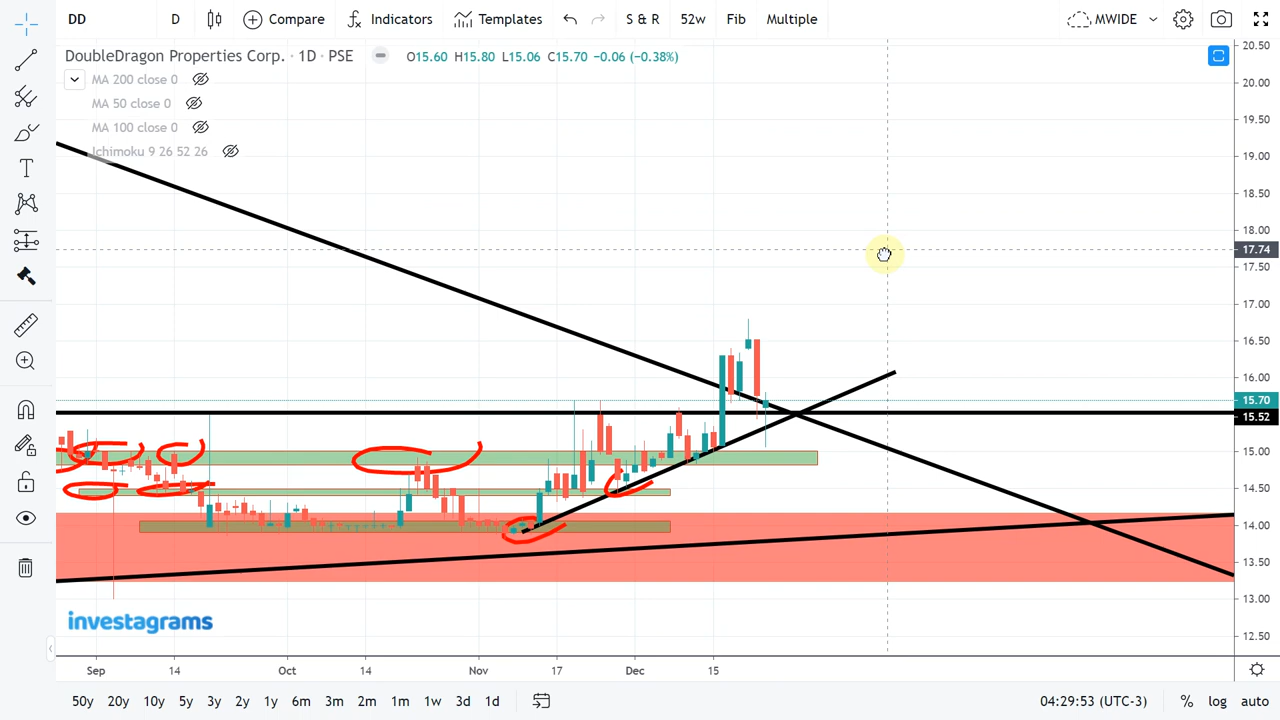 DD D Compare Indicators Templates S & R 52w Fib Multiple MWIDE
DoubleDragon Properties Corp. · 1D · PSE O15.60 H15.80 L15.06 C15.70 −0.06 (−0.38%)
MA 200 close 0
MA 50 close 0
MA 100 close 0
Ichimoku 9 26 52 26
20.50
20.00
19.50
19.00
18.50
18.00
17.74
17.50
17.00
16.50
16.00
15.70
15.52
15.00
14.50
14.00
13.50
13.00
12.50
investagrams
Sep 14 Oct 14 Nov 17 Dec 15
50y 20y 10y 5y 3y 2y 1y 6m 3m 2m 1m 1w 3d 1d 04:29:53 (UTC-3) % log auto